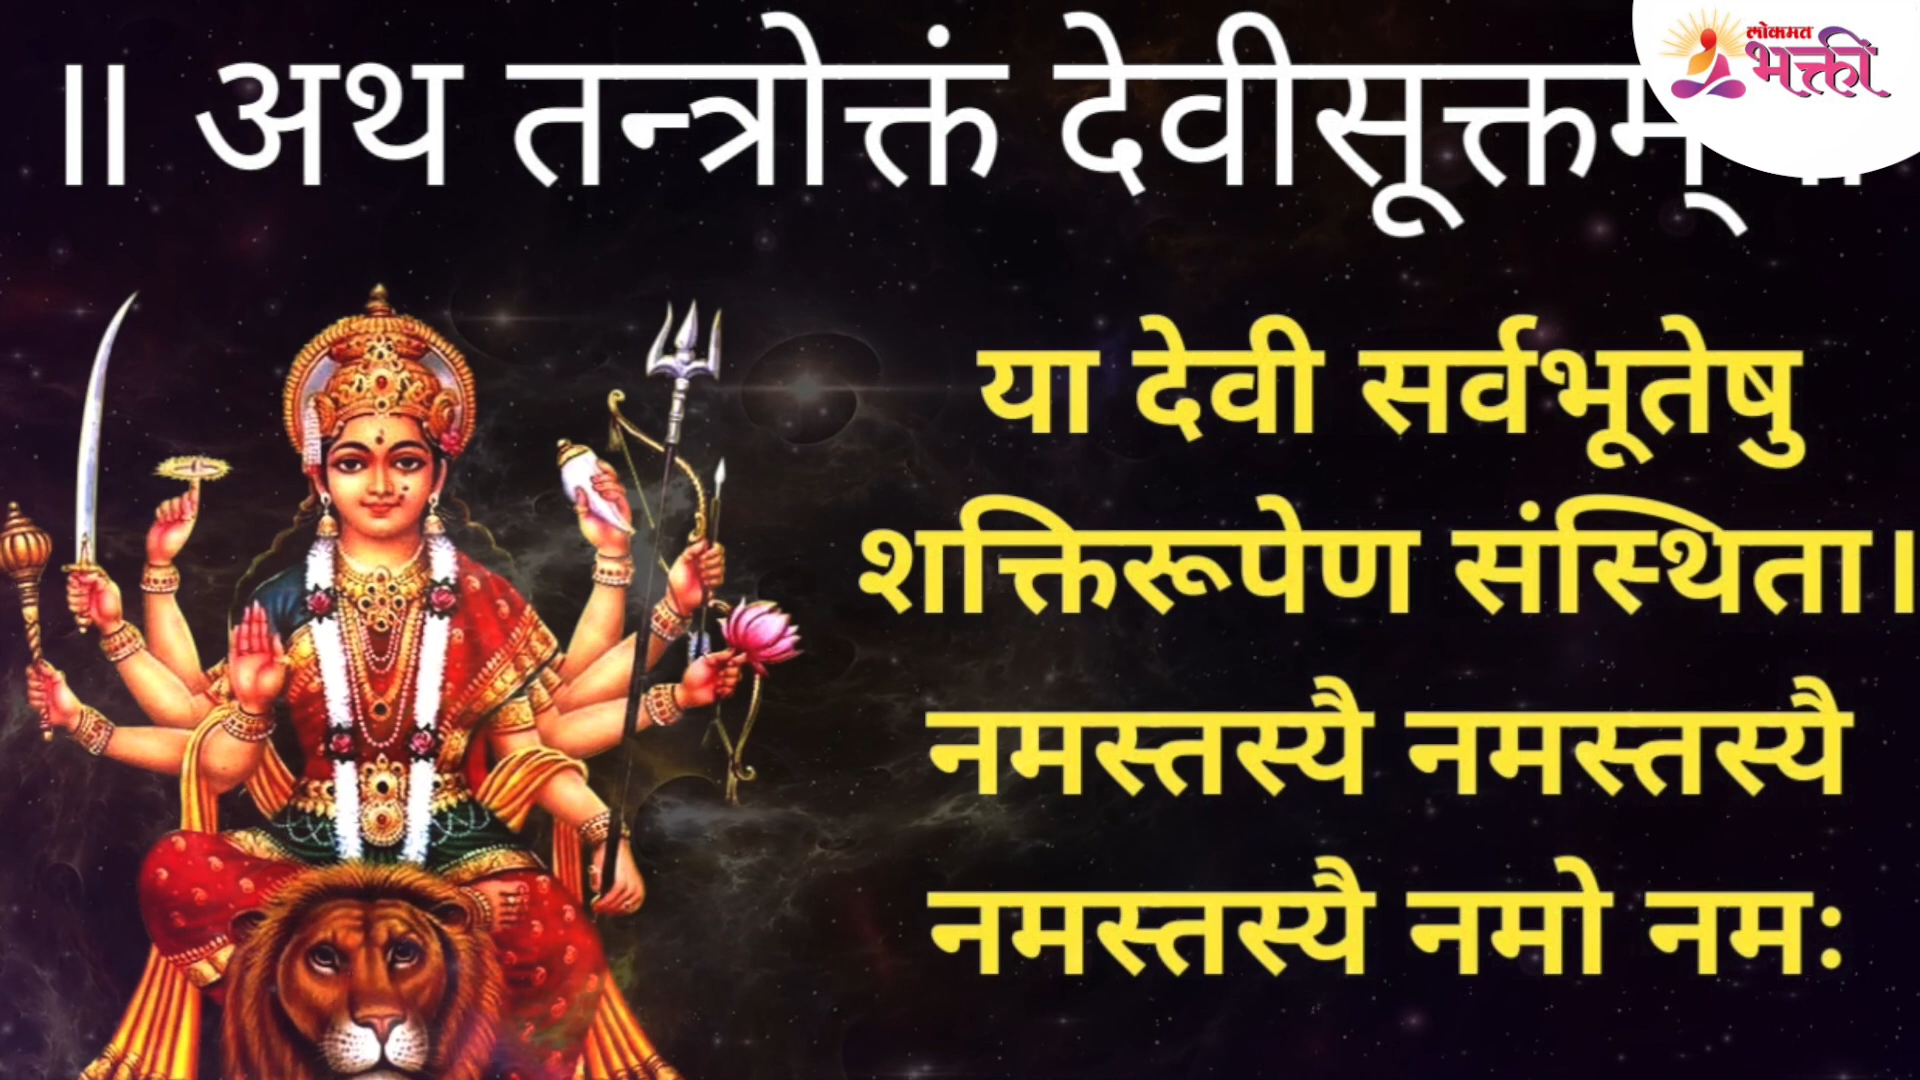 ॥ अथ तन्त्रोक्तं देवीसूक्तम् ॥
लोकमत
भक्ती
या देवी सर्वभूतेषु
शक्तिरूपेण संस्थिता।
नमस्तस्यै नमस्तस्यै
नमस्तस्यै नमो नमः